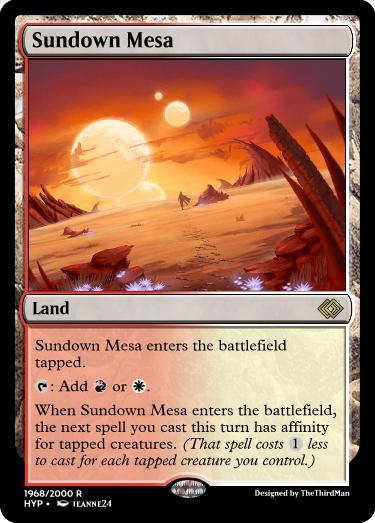 Sundown Mesa
Land
Sundown Mesa enters the battlefield
tapped.
: Add or .
When Sundown Mesa enters the battlefield,
the next spell you cast this turn has affinity
for tapped creatures. (That spell costs 1 less
to cast for each tapped creature you control.)
1968/2000 R
HYP • JEANNE24
Designed by TheThirdMan